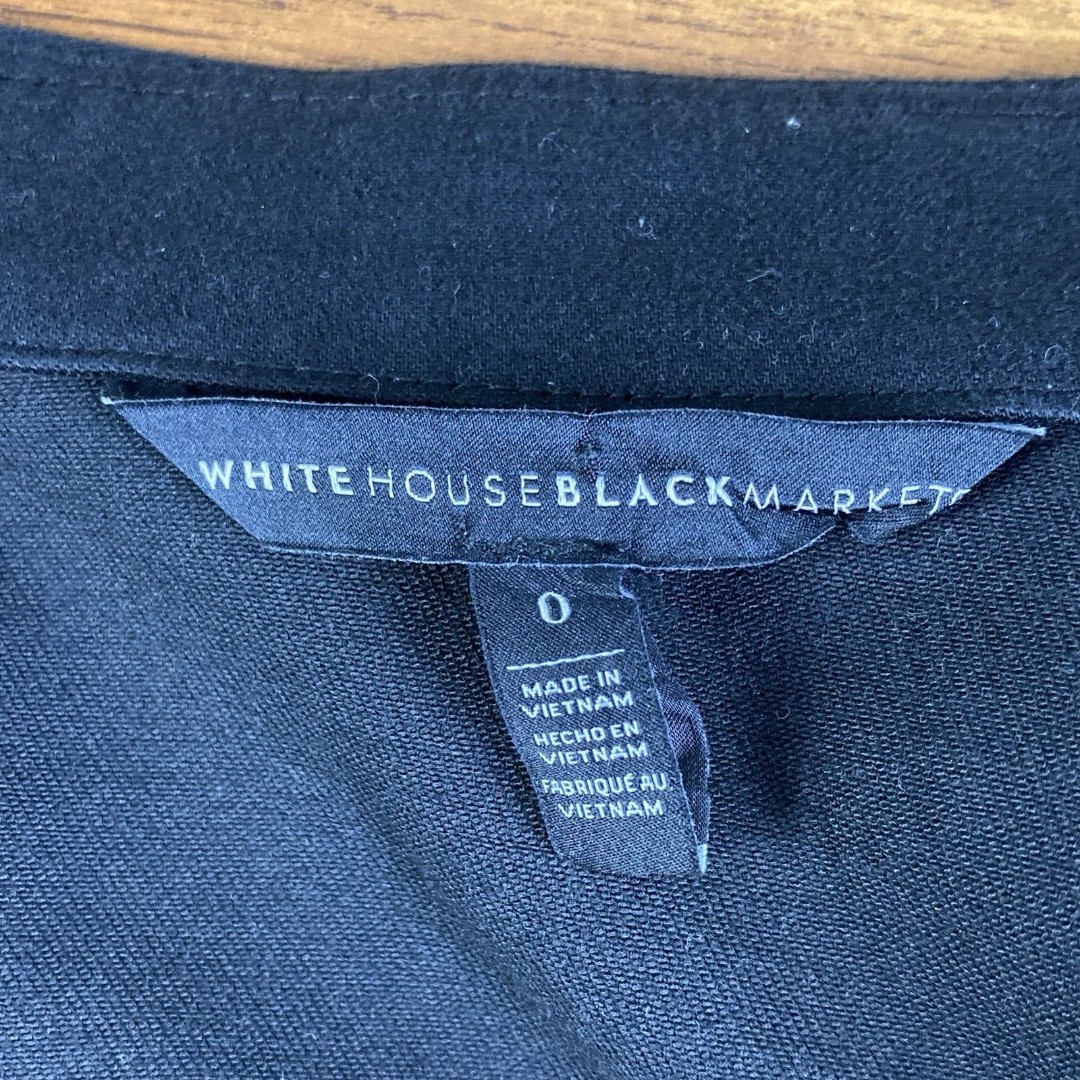 WHITEHOUSEBLACKMARKET
0
MADE IN
VIETNAM
HECHO EN
VIETNAM
FABRIQUÉ AU
VIETNAM